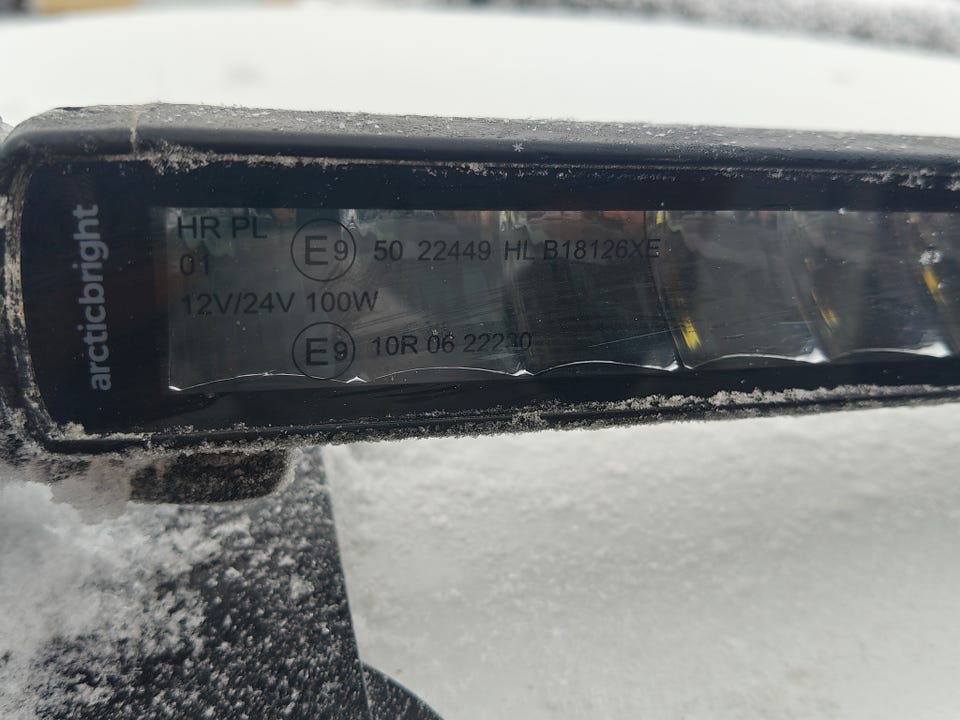 arcticbright
HR PL
01
E9 50 22449 HL B18126XE
12V/24V 100W
E9 10R 06 22230